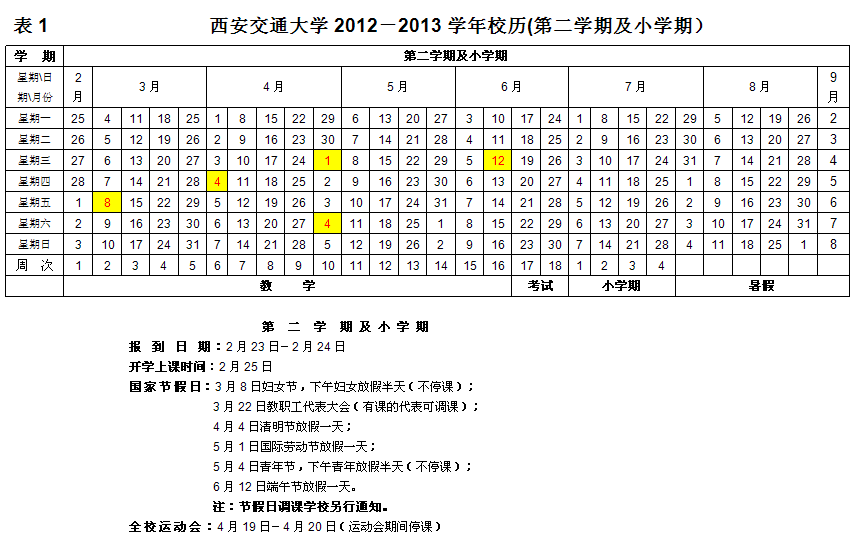 表1 西安交通大学2012－2013学年校历(第二学期及小学期）
学 期 第二学期及小学期
星期\日期\月份 2月 3月 4月 5月 6月 7月 8月 9月
星期一 25 4 11 18 25 1 8 15 22 29 6 13 20 27 3 10 17 24 1 8 15 22 29 5 12 19 26 2
星期二 26 5 12 19 26 2 9 16 23 30 7 14 21 28 4 11 18 25 2 9 16 23 30 6 13 20 27 3
星期三 27 6 13 20 27 3 10 17 24 1 8 15 22 29 5 12 19 26 3 10 17 24 31 7 14 21 28 4
星期四 28 7 14 21 28 4 11 18 25 2 9 16 23 30 6 13 20 27 4 11 18 25 1 8 15 22 29 5
星期五 1 8 15 22 29 5 12 19 26 3 10 17 24 31 7 14 21 28 5 12 19 26 2 9 16 23 30 6
星期六 2 9 16 23 30 6 13 20 27 4 11 18 25 1 8 15 22 29 6 13 20 27 3 10 17 24 31 7
星期日 3 10 17 24 31 7 14 21 28 5 12 19 26 2 9 16 23 30 7 14 21 28 4 11 18 25 1 8
周 次 1 2 3 4 5 6 7 8 9 10 11 12 13 14 15 16 17 18 1 2 3 4
教 学 考试 小学期 暑假
第 二 学 期 及 小 学 期
报 到 日 期：2月23日－2月24日
开学上课时间：2月25日
国家节假日：3月8日妇女节，下午妇女放假半天（不停课）；
3月22日教职工代表大会（有课的代表可调课）；
4月4日清明节放假一天；
5月1日国际劳动节放假一天；
5月4日青年节，下午青年放假半天（不停课）；
6月12日端午节放假一天。
注：节假日调课学校另行通知。
全校运动会：4月19日－4月20日（运动会期间停课）